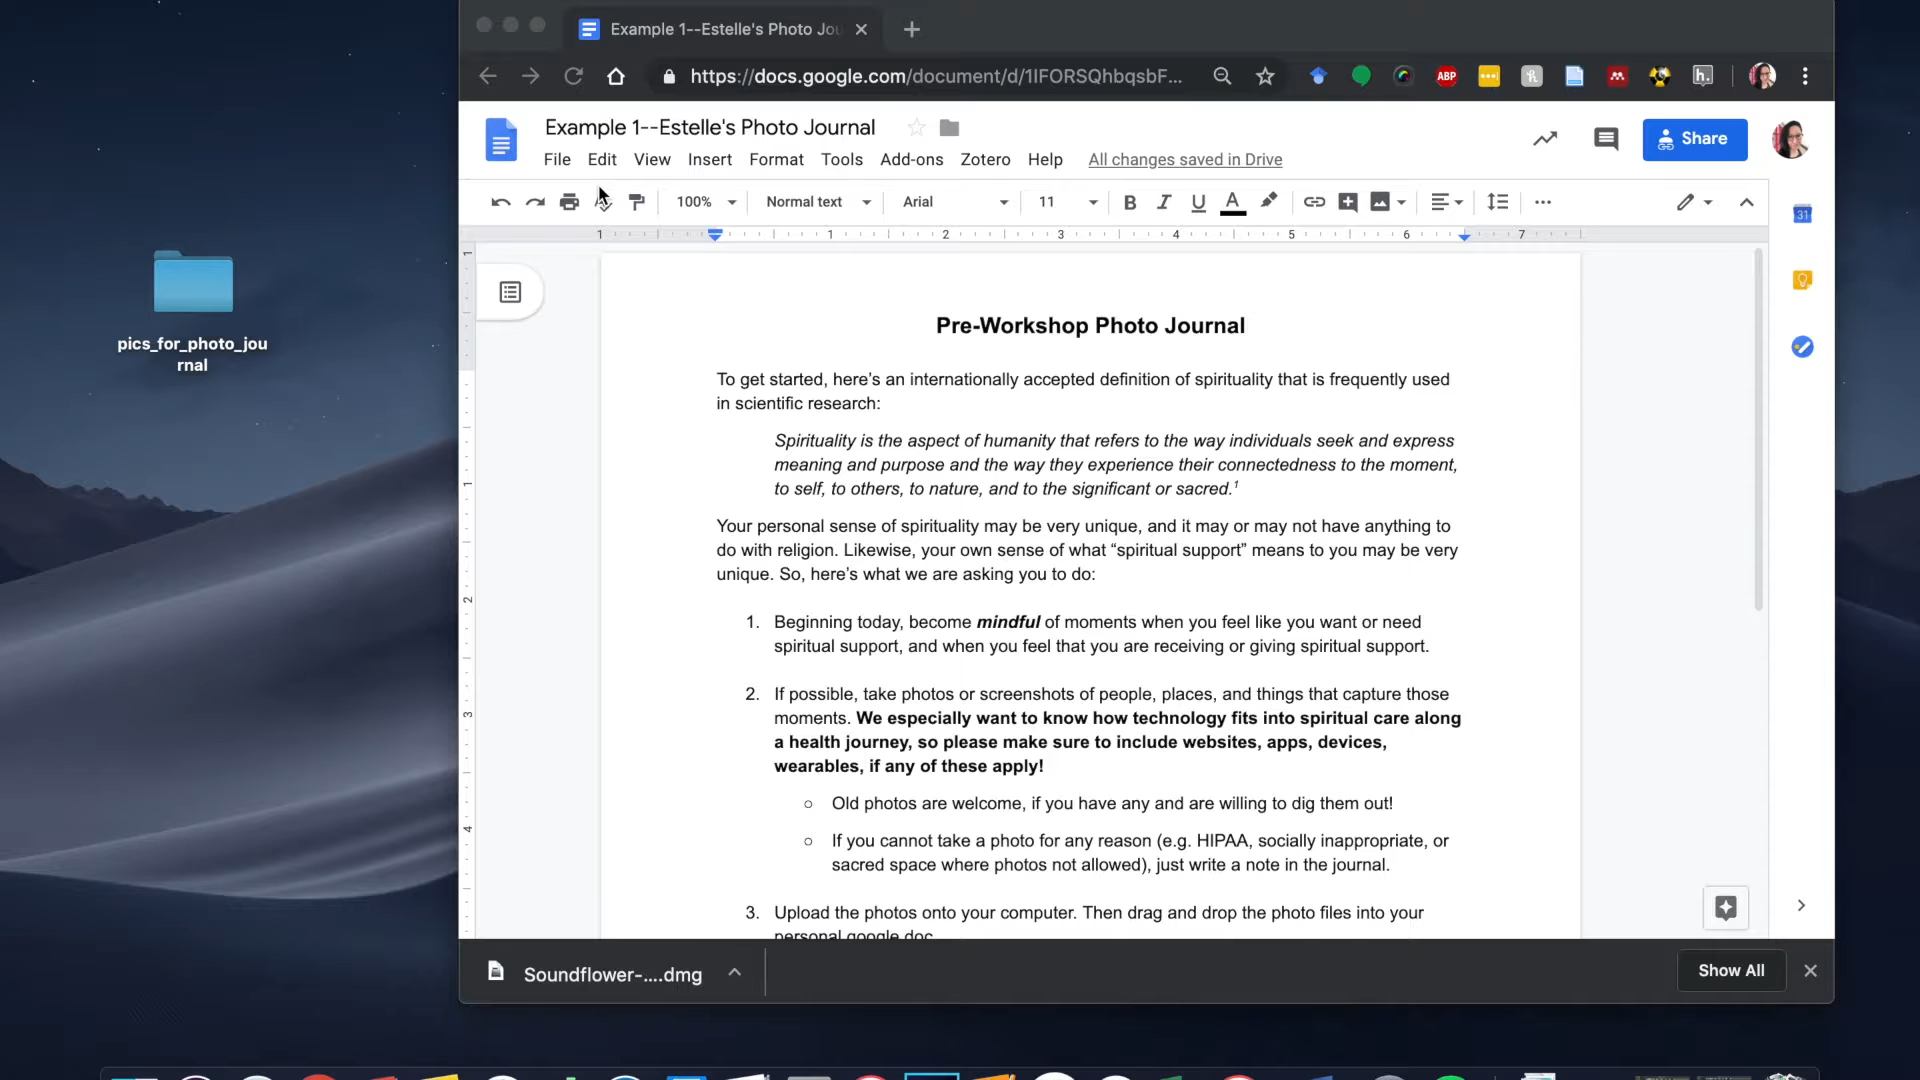 Example 1--Estelle's Photo Jou
https://docs.google.com/document/d/1IFORSQhbqsbF...
ABP
h.
Example 1--Estelle's Photo Journal
Share
File Edit View Insert Format Tools Add-ons Zotero Help All changes saved in Drive
100% Normal text Arial 11 B I U A
1 1 2 3 4 5 6 7
31
pics_for_photo_jou
rnal
Pre-Workshop Photo Journal
To get started, here’s an internationally accepted definition of spirituality that is frequently used
in scientific research:
Spirituality is the aspect of humanity that refers to the way individuals seek and express
meaning and purpose and the way they experience their connectedness to the moment,
to self, to others, to nature, and to the significant or sacred.¹
Your personal sense of spirituality may be very unique, and it may or may not have anything to
do with religion. Likewise, your own sense of what “spiritual support” means to you may be very
unique. So, here’s what we are asking you to do:
1. Beginning today, become mindful of moments when you feel like you want or need
spiritual support, and when you feel that you are receiving or giving spiritual support.
2. If possible, take photos or screenshots of people, places, and things that capture those
moments. We especially want to know how technology fits into spiritual care along
a health journey, so please make sure to include websites, apps, devices,
wearables, if any of these apply!
○ Old photos are welcome, if you have any and are willing to dig them out!
○ If you cannot take a photo for any reason (e.g. HIPAA, socially inappropriate, or
sacred space where photos not allowed), just write a note in the journal.
3. Upload the photos onto your computer. Then drag and drop the photo files into your
personal google doc.
Soundflower-....dmg
Show All